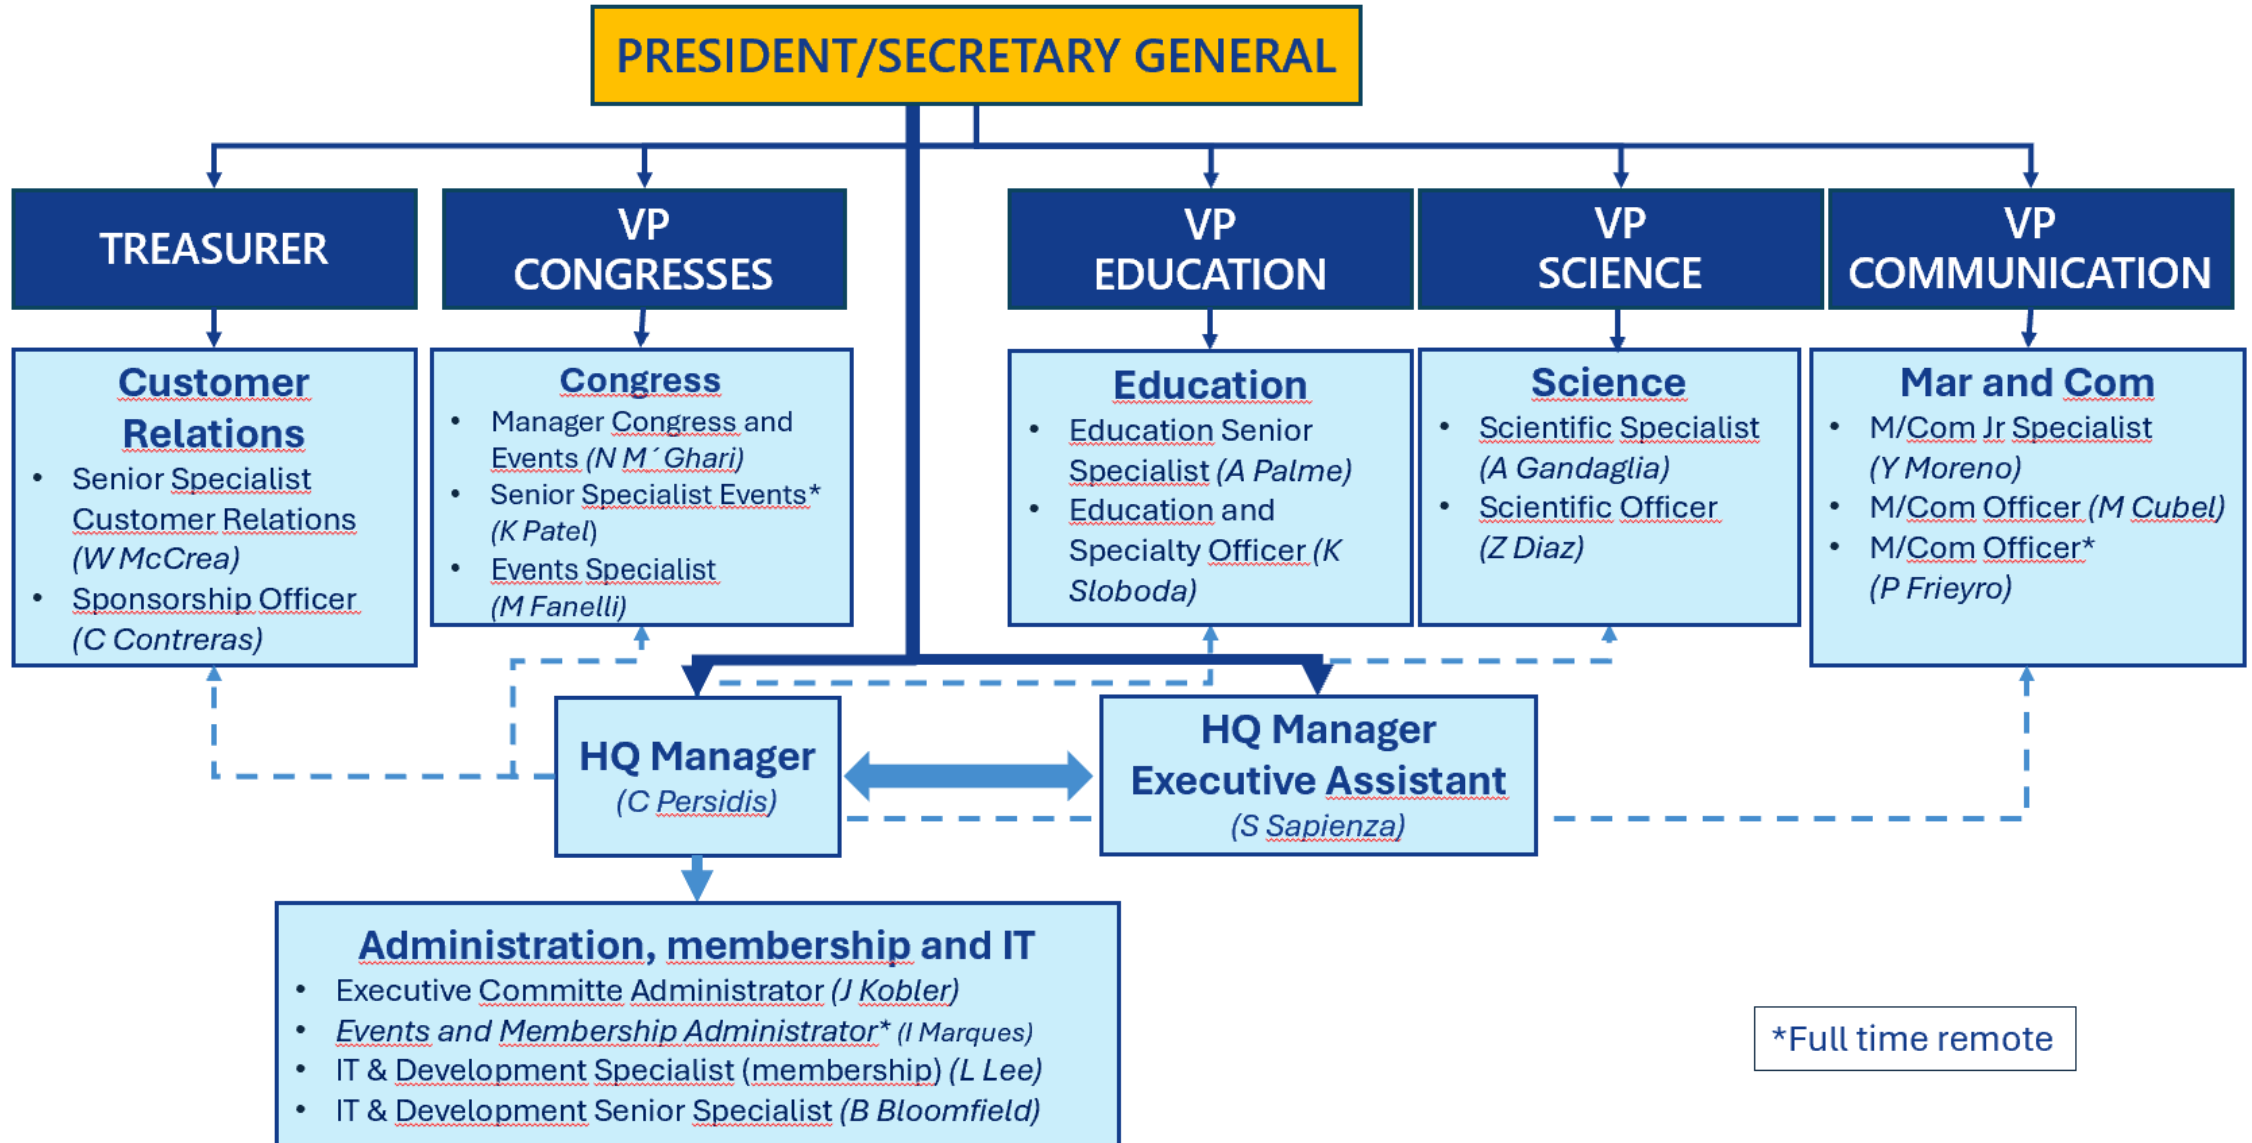 PRESIDENT/SECRETARY GENERAL
TREASURER
VP
CONGRESSES
VP
EDUCATION
VP
SCIENCE
VP
COMMUNICATION
Customer
Relations
• Senior Specialist
Customer Relations
(W McCrea)
• Sponsorship Officer
(C Contreras)
Congress
• Manager Congress and
Events (N M´Ghari)
• Senior Specialist Events*
(K Patel)
• Events Specialist
(M Fanelli)
Education
• Education Senior
Specialist (A Palme)
• Education and
Specialty Officer (K
Sloboda)
Science
• Scientific Specialist
(A Gandaglia)
• Scientific Officer
(Z Diaz)
Mar and Com
• M/Com Jr Specialist
(Y Moreno)
• M/Com Officer (M Cubel)
• M/Com Officer*
(P Frieyro)
HQ Manager
(C Persidis)
HQ Manager
Executive Assistant
(S Sapienza)
Administration, membership and IT
• Executive Committe Administrator (J Kobler)
• Events and Membership Administrator* (I Marques)
• IT & Development Specialist (membership) (L Lee)
• IT & Development Senior Specialist (B Bloomfield)
*Full time remote